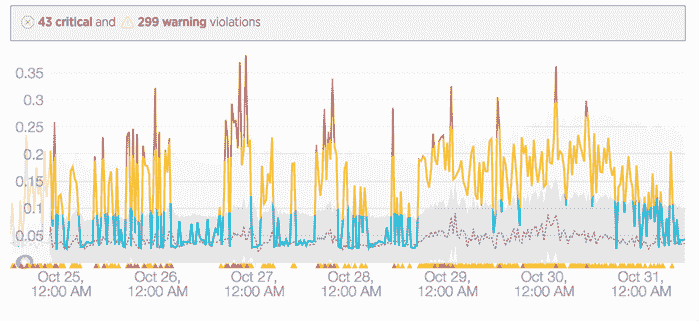 43 critical and 299 warning violations
0.35
0.3
0.25
0.2
0.15
0.1
0.05
Oct 25, Oct 26, Oct 27, Oct 28, Oct 29, Oct 30, Oct 31,
12:00 AM 12:00 AM 12:00 AM 12:00 AM 12:00 AM 12:00 AM 12:00 AM